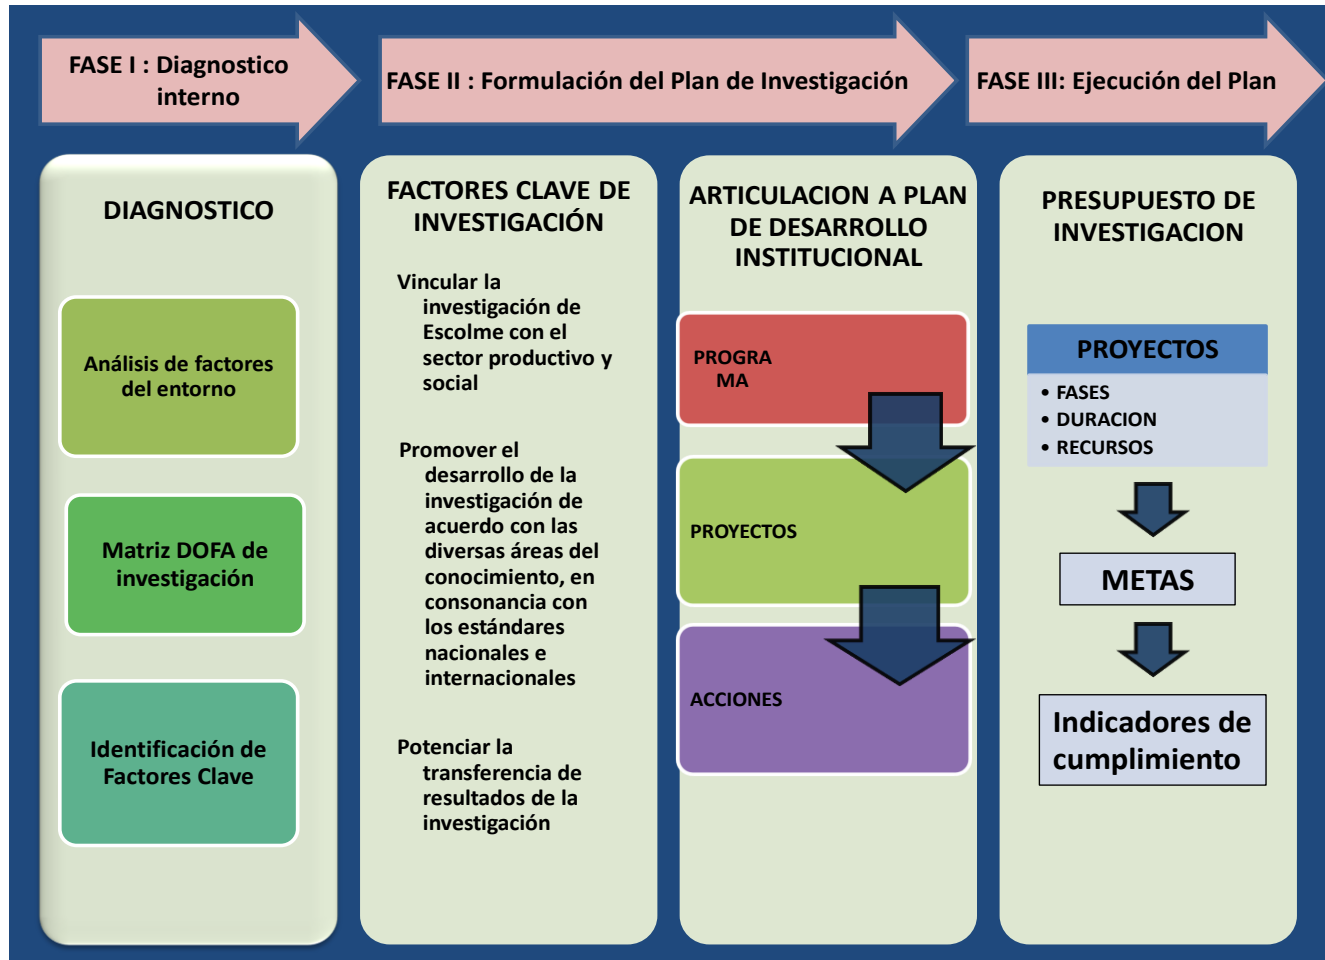 FASE I : Diagnostico
interno
FASE II : Formulación del Plan de Investigación
FASE III: Ejecución del Plan
DIAGNOSTICO
Análisis de factores
del entorno
Matriz DOFA de
investigación
Identificación de
Factores Clave
FACTORES CLAVE DE
INVESTIGACIÓN
Vincular la
investigación de
Escolme con el
sector productivo y
social
Promover el
desarrollo de la
investigación de
acuerdo con las
diversas áreas del
conocimiento, en
consonancia con
los estándares
nacionales e
internacionales
Potenciar la
transferencia de
resultados de la
investigación
ARTICULACION A PLAN
DE DESARROLLO
INSTITUCIONAL
PROGRA
MA
PROYECTOS
ACCIONES
PRESUPUESTO DE
INVESTIGACION
PROYECTOS
• FASES
• DURACION
• RECURSOS
METAS
Indicadores de
cumplimiento